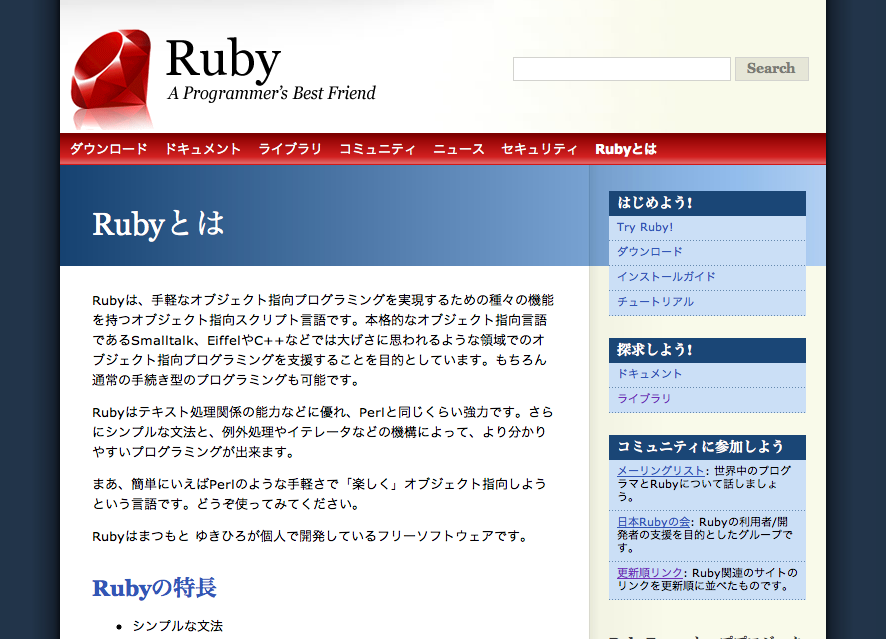 Ruby
A Programmer's Best Friend
Search
ダウンロード ドキュメント ライブラリ コミュニティ ニュース セキュリティ Rubyとは
Rubyとは
Rubyは、手軽なオブジェクト指向プログラミングを実現するための種々の機能
を持つオブジェクト指向スクリプト言語です。本格的なオブジェクト指向言語
であるSmalltalk、EiffelやC++などでは大げさに思われるような領域でのオ
ブジェクト指向プログラミングを支援することを目的としています。もちろん
通常の手続き型のプログラミングも可能です。
Rubyはテキスト処理関係の能力などに優れ、Perlと同じくらい強力です。さら
にシンプルな文法と、例外処理やイテレータなどの機構によって、より分かり
やすいプログラミングが出来ます。
まあ、簡単にいえばPerlのような手軽さで「楽しく」オブジェクト指向しよう
という言語です。どうぞ使ってみてください。
Rubyはまつもと ゆきひろが個人で開発しているフリーソフトウェアです。
Rubyの特長
• シンプルな文法
はじめよう!
Try Ruby!
ダウンロード
インストールガイド
チュートリアル
探求しよう!
ドキュメント
ライブラリ
コミュニティに参加しよう
メーリングリスト: 世界中のプログ
ラマとRubyについて話しましょ
う。
日本Rubyの会: Rubyの利用者/開
発者の支援を目的としたグループで
す。
更新順リンク: Ruby関連のサイトの
リンクを更新順に並べたものです。